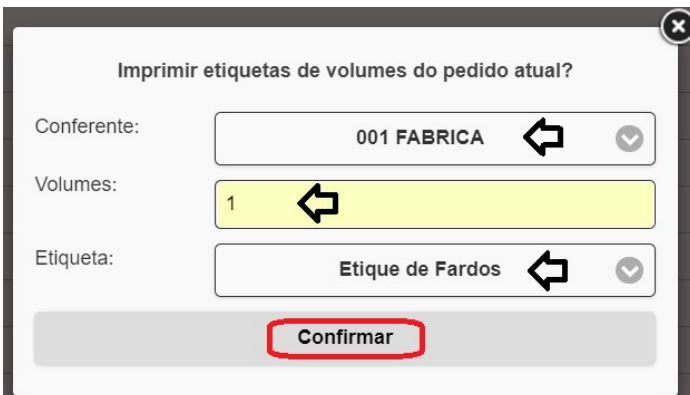 Imprimir etiquetas de volumes do pedido atual?
Conferente: 001 FABRICA
Volumes: 1
Etiqueta: Etique de Fardos
Confirmar